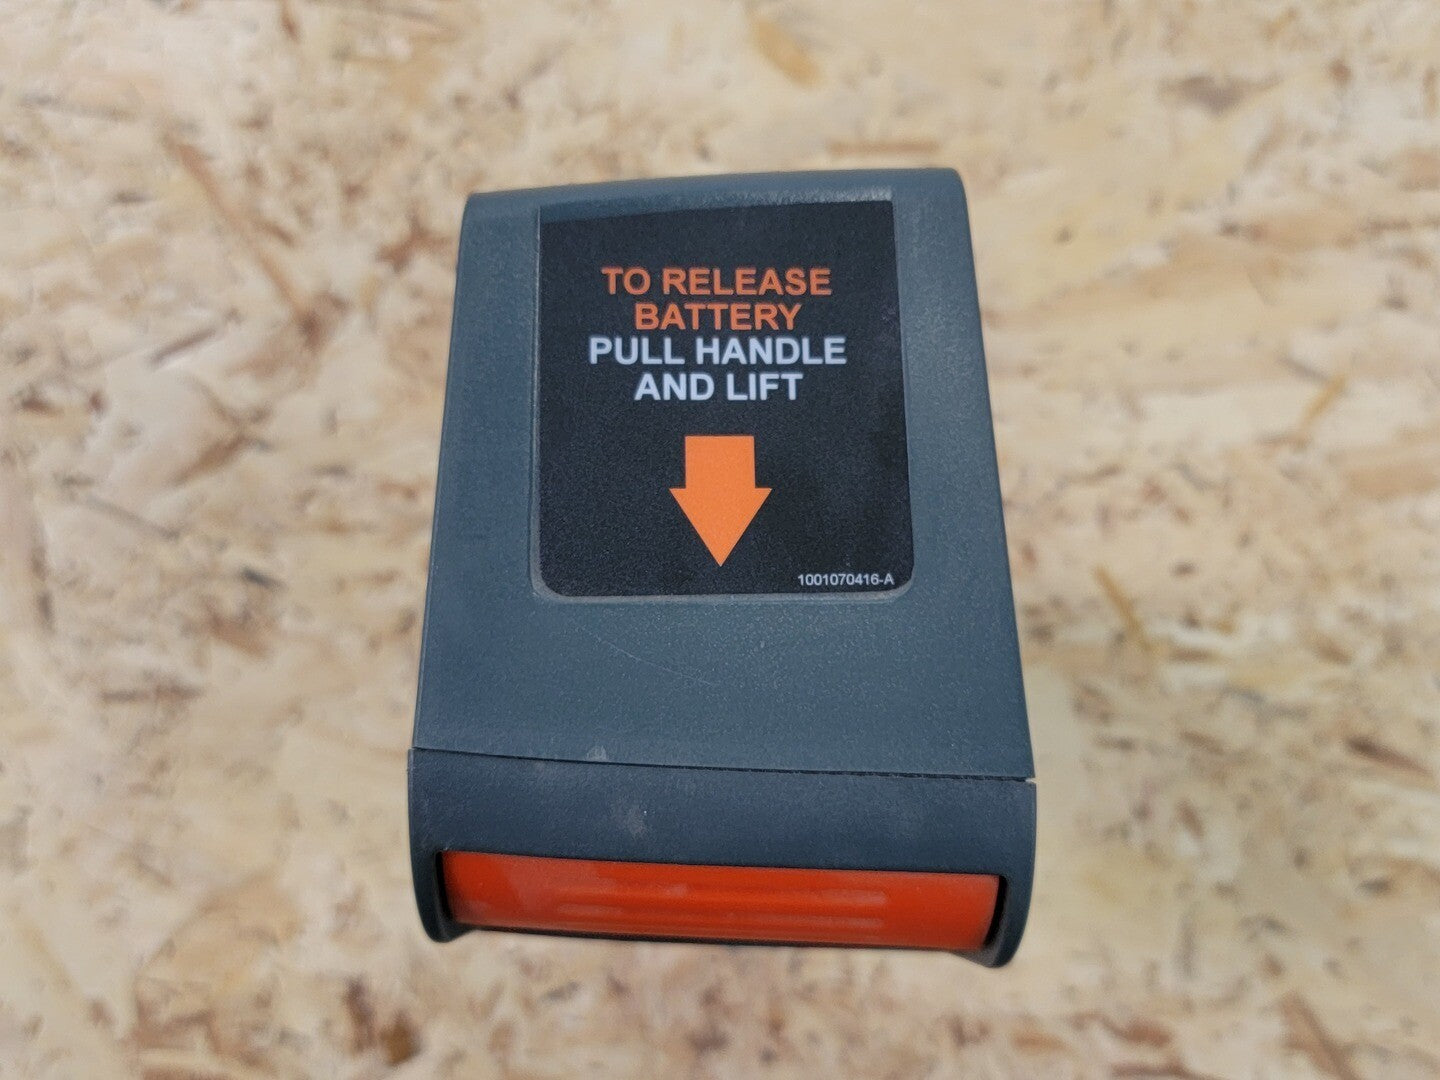 TO RELEASE
BATTERY
PULL HANDLE
AND LIFT
1001070416-A